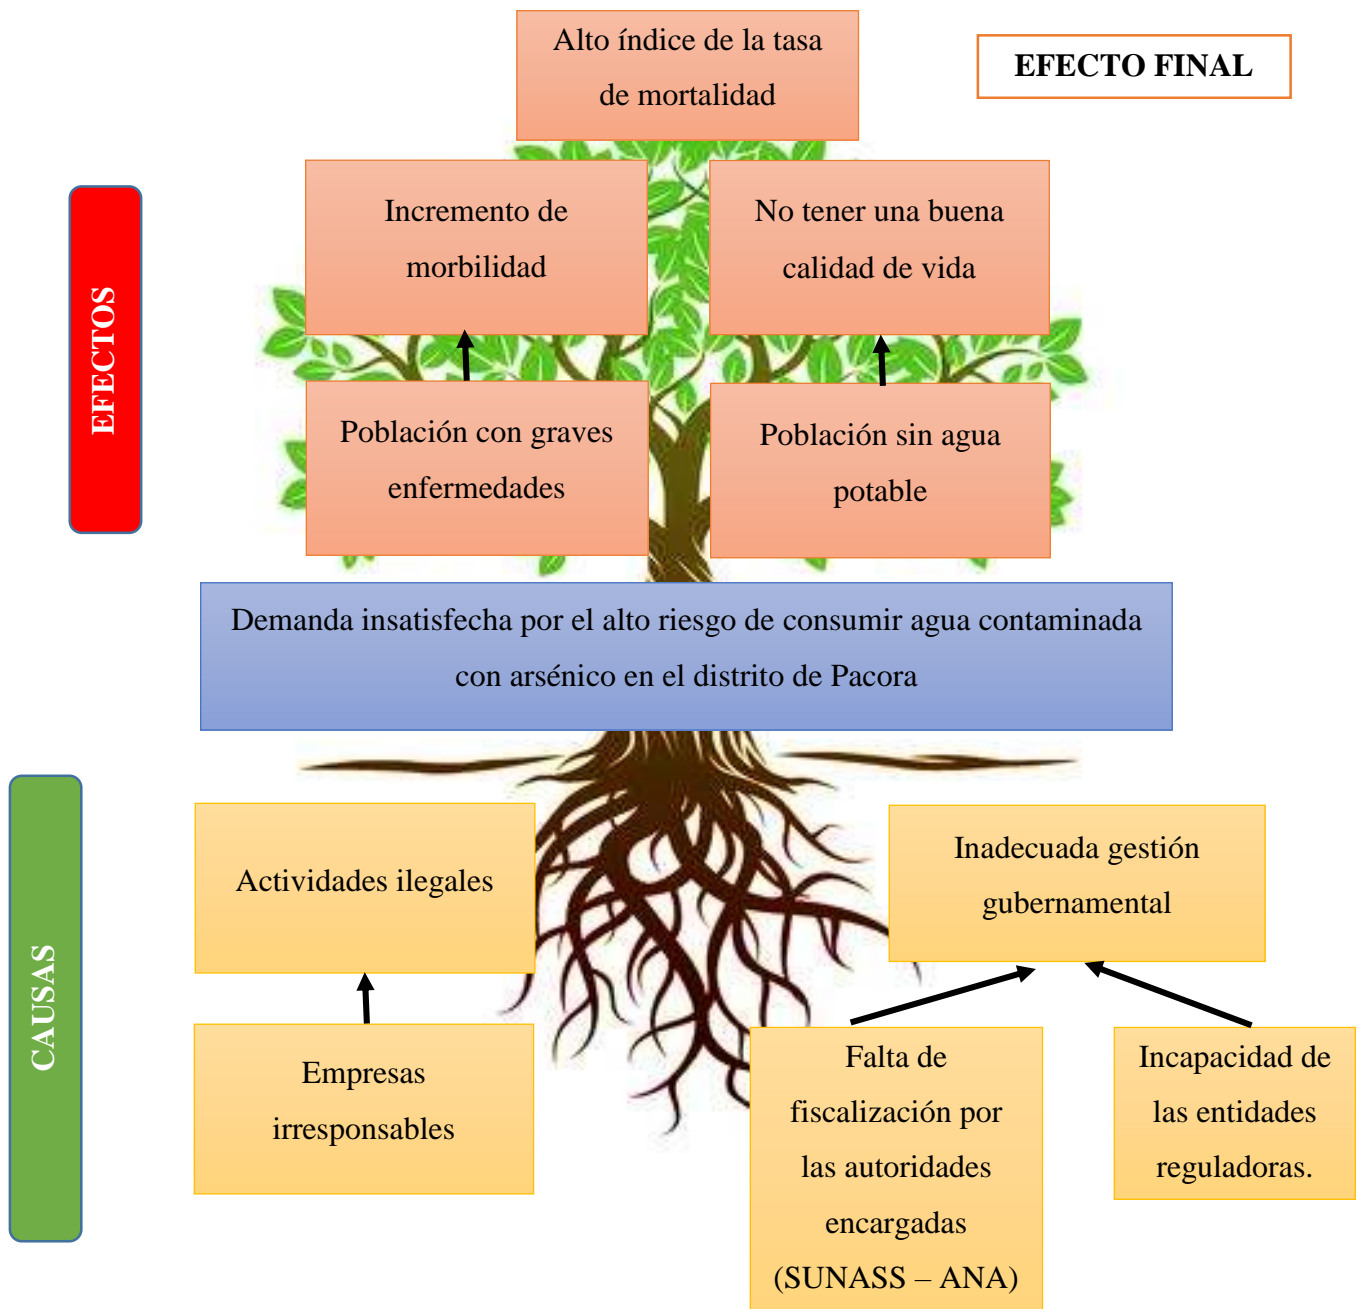 Alto índice de la tasa
de mortalidad
EFECTO FINAL
EFECTOS
Incremento de
morbilidad
No tener una buena
calidad de vida
Población con graves
enfermedades
Población sin agua
potable
Demanda insatisfecha por el alto riesgo de consumir agua contaminada
con arsénico en el distrito de Pacora
CAUSAS
Actividades ilegales
Inadecuada gestión
gubernamental
Empresas
irresponsables
Falta de
fiscalización por
las autoridades
encargadas
(SUNASS – ANA)
Incapacidad de
las entidades
reguladoras.